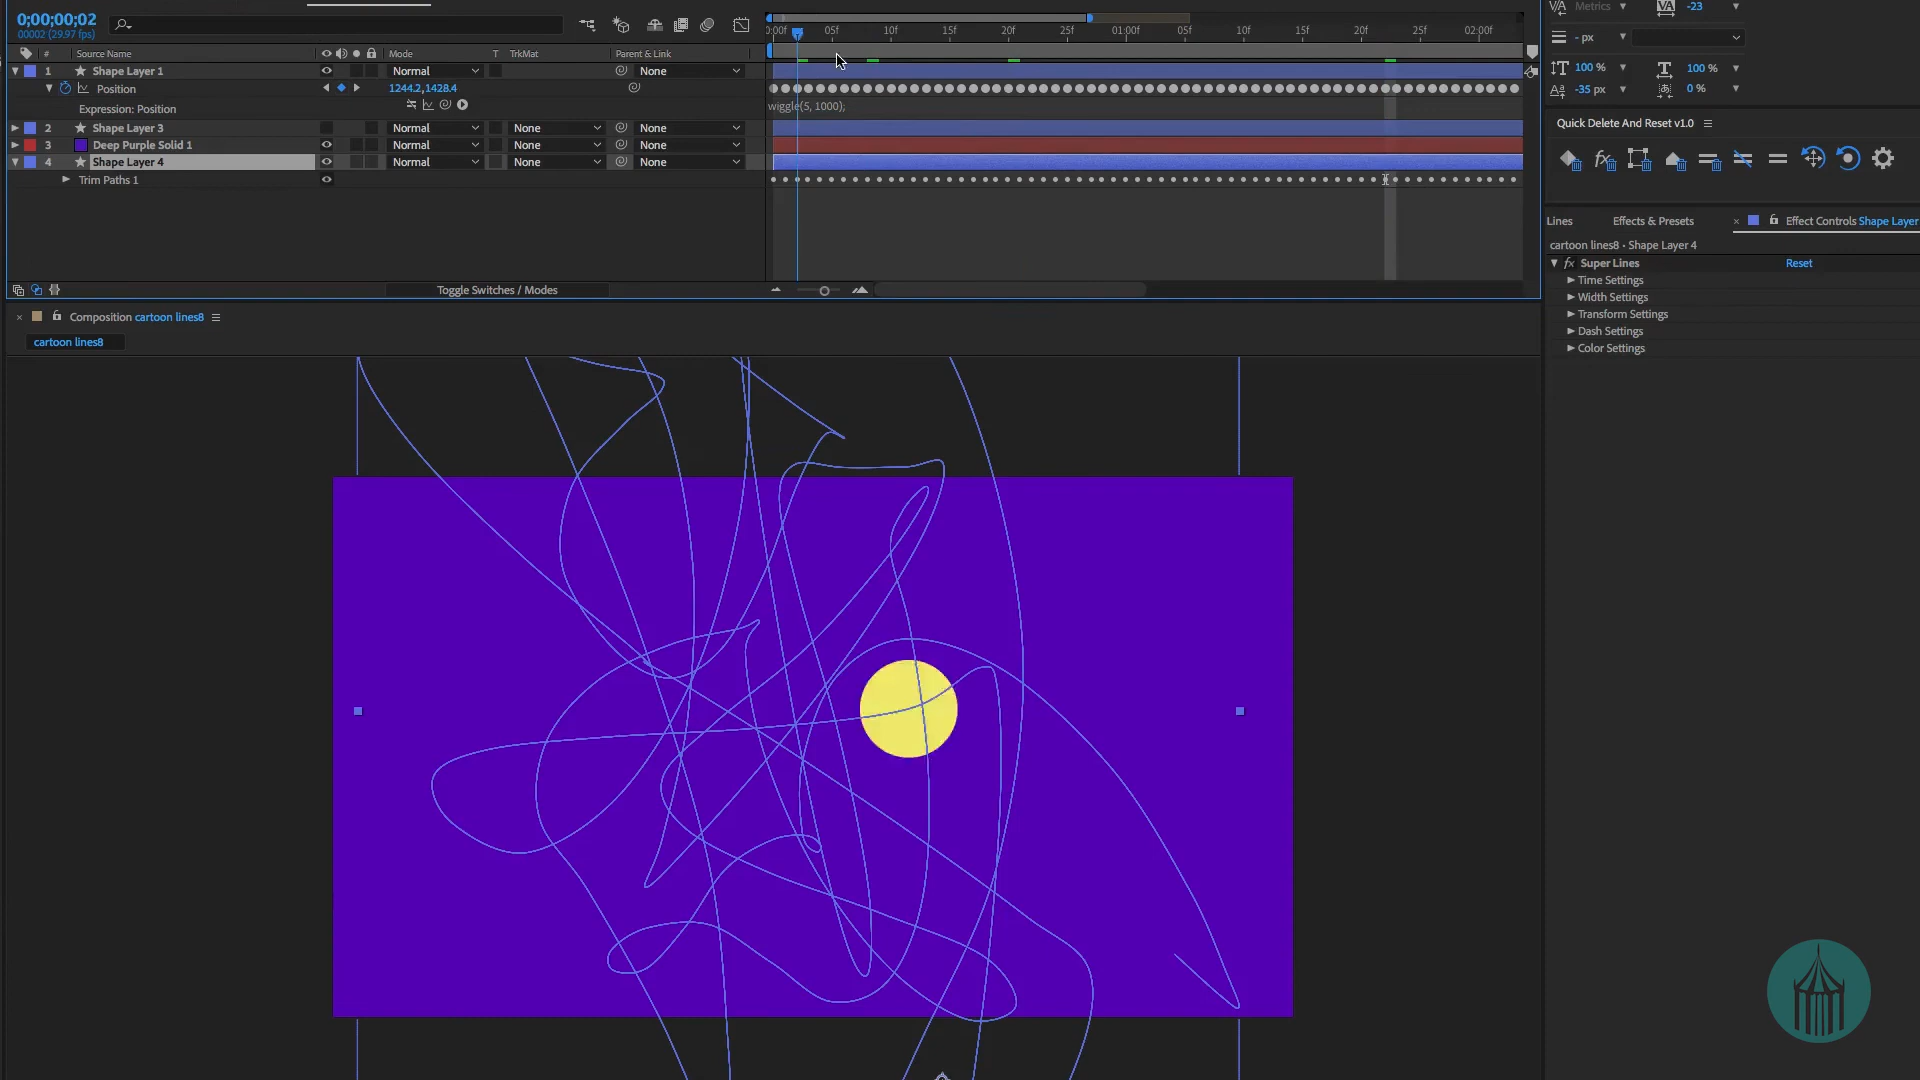 0;00;00;02
00002 (29.97 fps)
# Source Name Mode T TrkMat Parent & Link
1 Shape Layer 1 Normal None
Position 1244.2,1428.4
Expression: Position
2 Shape Layer 3 Normal None None
3 Deep Purple Solid 1 Normal None None
4 Shape Layer 4 Normal None None
Trim Paths 1
Toggle Switches / Modes
0:00f 05f 10f 15f 20f 25f 01:00f 05f 10f 15f 20f 25f 02:00f
wiggle(5, 1000);
Metrics -23
- px
100 % 100 %
-35 px 0 %
Quick Delete And Reset v1.0
Lines Effects & Presets × Effect Controls Shape Layer
cartoon lines8 • Shape Layer 4
fx Super Lines Reset
Time Settings
Width Settings
Transform Settings
Dash Settings
Color Settings
× Composition cartoon lines8
cartoon lines8